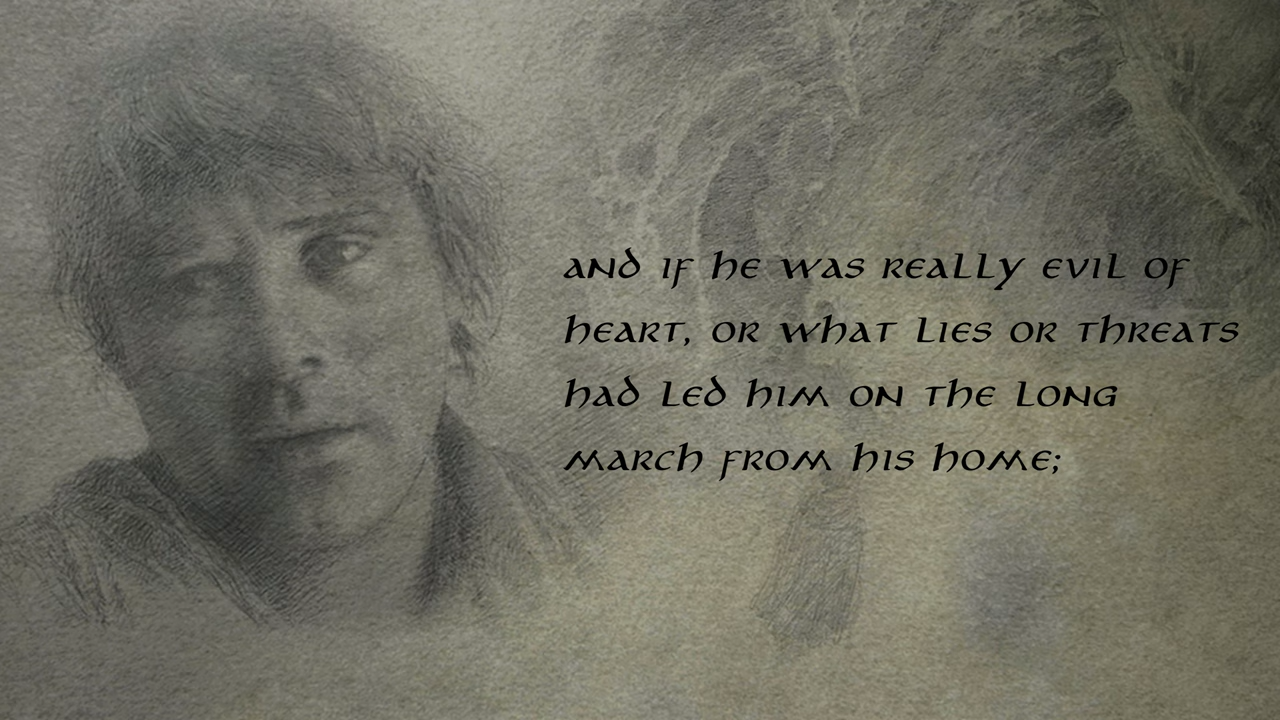 and if he was really evil of
heart, or what lies or threats
had led him on the long
march from his home;